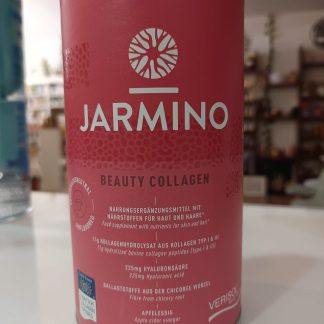 JARMINO
BEAUTY COLLAGEN
NAHRUNGSERGÄNZUNGSMITTEL MIT
NÄHRSTOFFEN FÜR HAUT UND HAARE*
Food supplement with nutrients for skin and hair*
11g KOLLAGENHYDROLYSAT AUS KOLLAGEN TYP I & III
11g hydrolized bovine collagen peptides (type I & III)
225mg HYALURONSÄURE
225mg Hyaluronic acid
BALLASTSTOFFE AUS DER CHICORÉE WURZEL
Fibre from chicory root
APFELESSIG
Apple cider vinegar
VERISOL